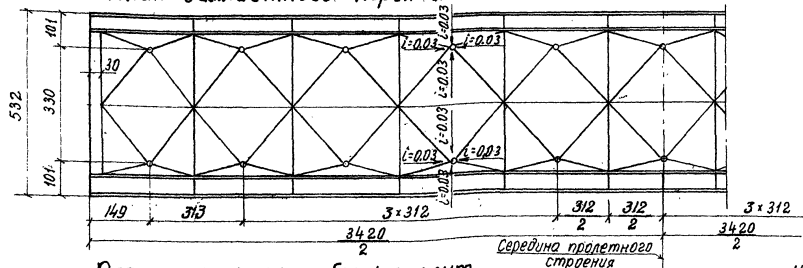 101
330
101
532
30
i=0.03
i=0.03
i=0.03
i=0.03
i=0.03
i=0.03
i=0.03
i=0.03
149
313
3×312
312
2
312
2
3×312
3420
2
3420
2
Середина пролетного
строения